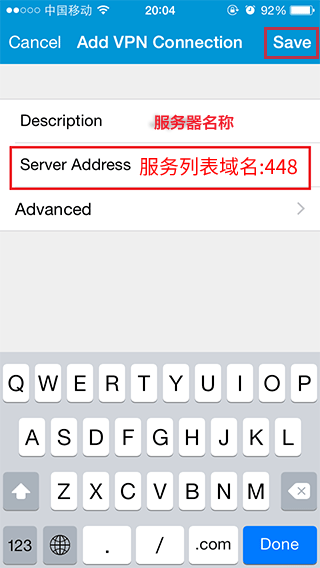 中国移动 20:04 92%
Cancel Add VPN Connection Save
Description 服务器名称
Server Address 服务列表域名:448
Advanced
Q W E R T Y U I O P
A S D F G H J K L
Z X C V B N M
123 . / .com Done